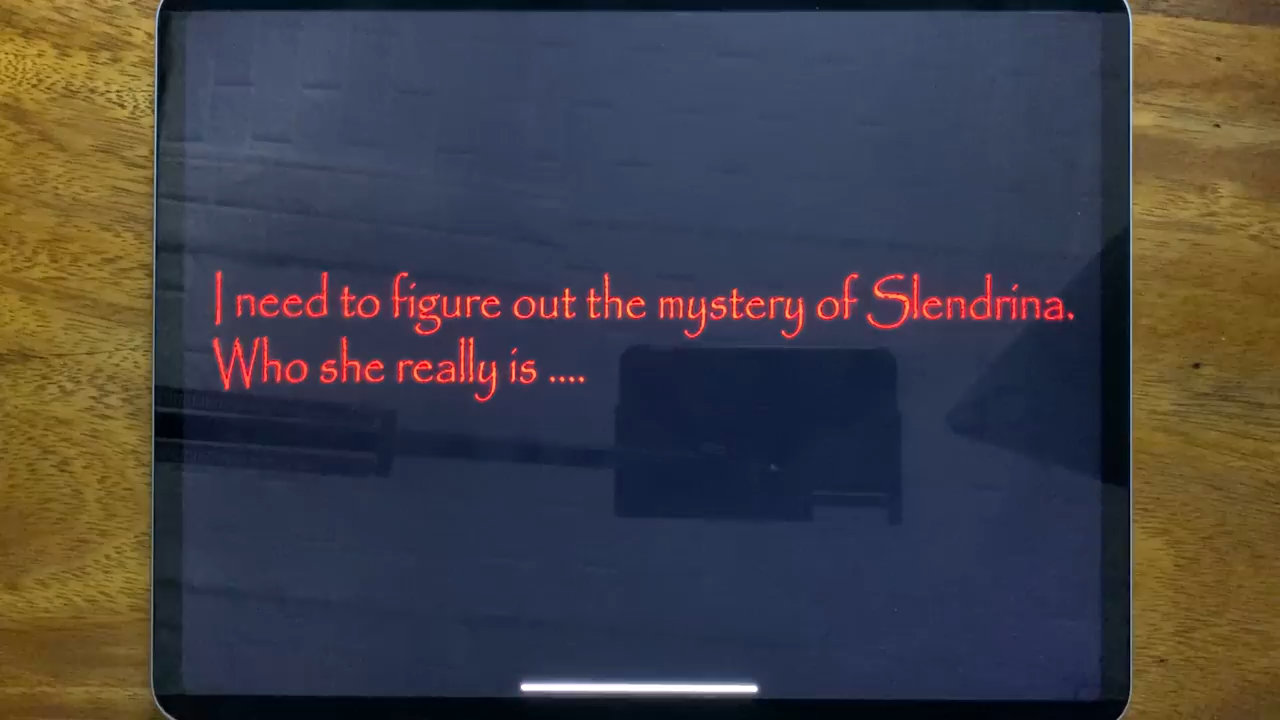 I need to figure out the mystery of Slendrina.
Who she really is ....